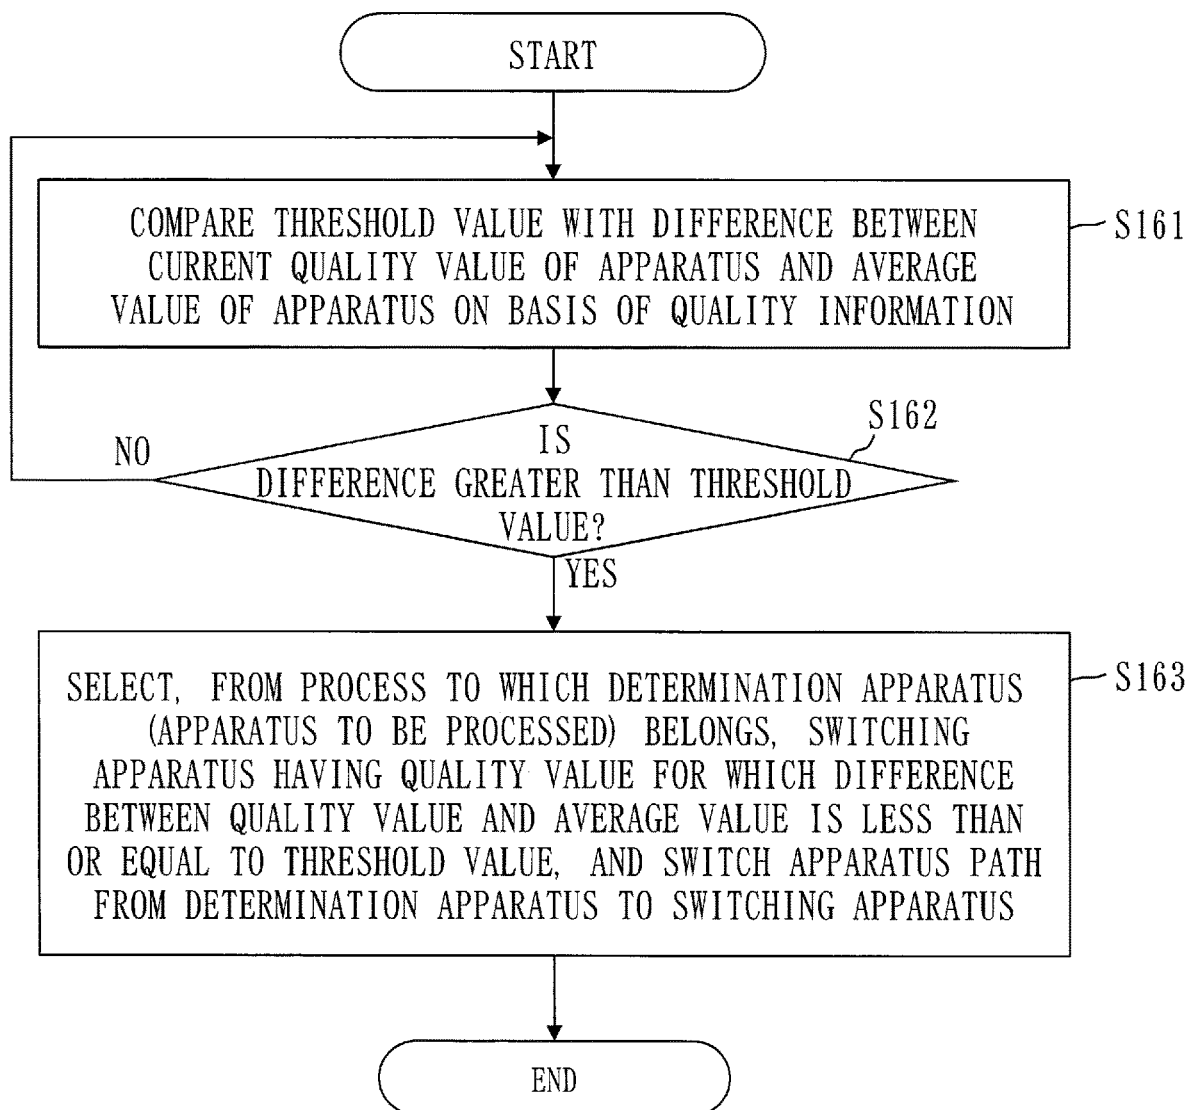 START
COMPARE THRESHOLD VALUE WITH DIFFERENCE BETWEEN
CURRENT QUALITY VALUE OF APPARATUS AND AVERAGE
VALUE OF APPARATUS ON BASIS OF QUALITY INFORMATION
S161
S162
IS
DIFFERENCE GREATER THAN THRESHOLD
VALUE?
NO
YES
SELECT, FROM PROCESS TO WHICH DETERMINATION APPARATUS
(APPARATUS TO BE PROCESSED) BELONGS, SWITCHING
APPARATUS HAVING QUALITY VALUE FOR WHICH DIFFERENCE
BETWEEN QUALITY VALUE AND AVERAGE VALUE IS LESS THAN
OR EQUAL TO THRESHOLD VALUE, AND SWITCH APPARATUS PATH
FROM DETERMINATION APPARATUS TO SWITCHING APPARATUS
S163
END